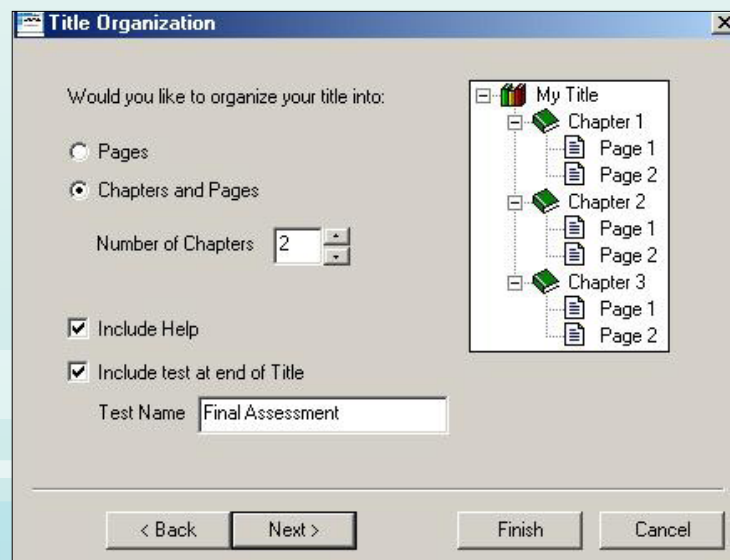 Title Organization
Would you like to organize your title into:
Pages
Chapters and Pages
Number of Chapters 2
Include Help
Include test at end of Title
Test Name Final Assessment
My Title
Chapter 1
Page 1
Page 2
Chapter 2
Page 1
Page 2
Chapter 3
Page 1
Page 2
< Back Next > Finish Cancel